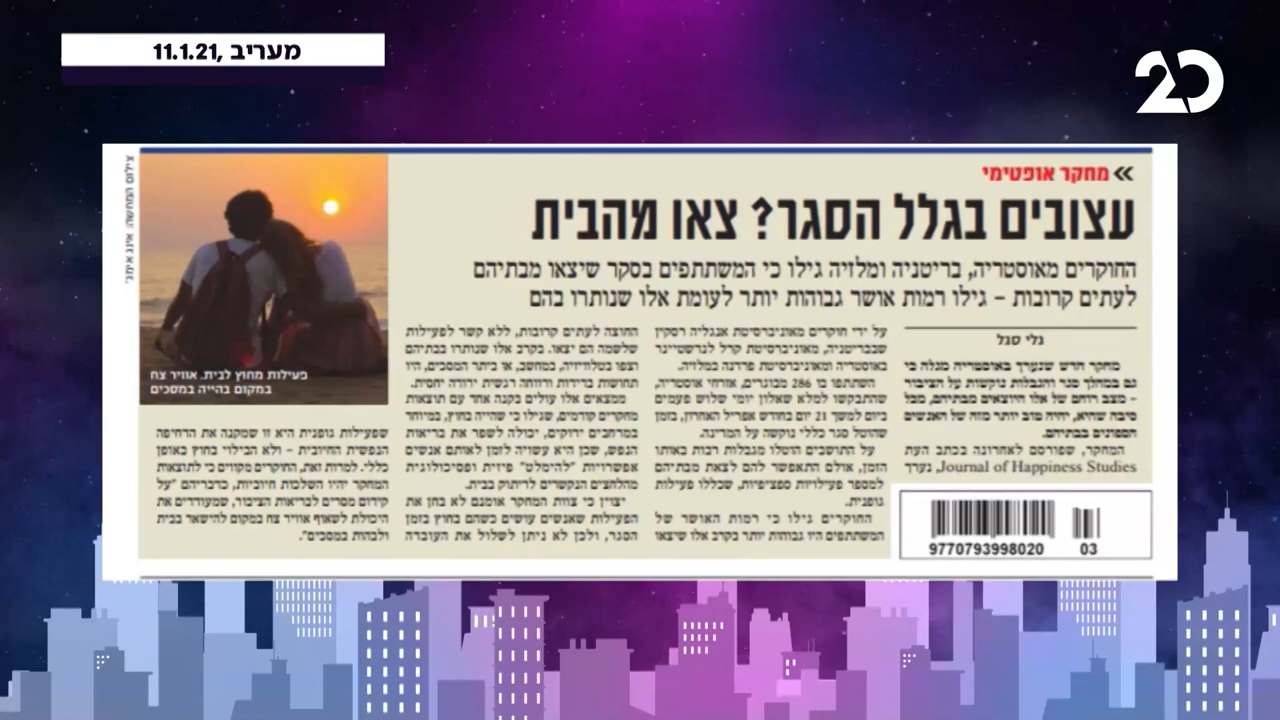 מעריב, 11.1.21
20
מחקר אופטימי
עצובים בגלל הסגר? צאו מהבית
החוקרים מאוסטריה, בריטניה ומלזיה גילו כי המשתתפים בסקר שיצאו מבתיהם
לעתים קרובות – גילו רמות אושר גבוהות יותר לעומת אלו שנותרו בהם
גלי סגל
מחקר חדש שנערך באוסטריה מגלה כי
גם במהלך סגר והגבלות נוקשות על הציבור
– מצב רוחם של אלו היוצאים מבתיהם, מכל
סיבה שהיא, יהיה טוב יותר מזה של האנשים
הספונים בבתיהם.
המחקר, שפורסם לאחרונה בכתב העת
Journal of Happiness Studies, נערך
על ידי חוקרים מאוניברסיטת אנגליה רסקין
שבבריטניה, מאוניברסיטת קרל לנדשטיינר
באוסטריה ומאוניברסיטת פרדנה במלזיה.
השתתפו בו 286 מבוגרים, אזרחי אוסטריה,
שהתבקשו למלא שאלון יומי שלוש פעמים
ביום למשך 21 יום בחודש אפריל האחרון, בזמן
שהוטל סגר כללי נוקשה על המדינה.
על התושבים הוטלו מגבלות רבות באותו
הזמן, אולם התאפשר להם לצאת מבתיהם
למספר פעילויות ספציפיות, שכללו פעילות
גופנית.
החוקרים גילו כי רמות האושר של
המשתתפים היו גבוהות יותר בקרב אלו שיצאו
החוצה לעתים קרובות, ללא קשר לפעילות
שלשמה הם יצאו. בקרב אלו שנותרו בבתיהם
וצפו בטלוויזיה, במחשב, או ביתר המסכים, היו
תחושות בדידות ורווחה רגשית ירודה יחסית.
ממצאים אלו עולים בקנה אחד עם תוצאות
מחקרים קודמים, שגילו כי שהייה בחוץ, במיוחד
במרחבים ירוקים, יכולה לשפר את בריאות
הנפש, שכן היא עשויה לזמן לאותם אנשים
אפשרויות "להימלט" פיזית ופסיכולוגית
מהלחצים הנקשרים לריתוק בבית.
יצוין כי צוות המחקר אומנם לא בחן את
הפעילות שאנשים עושים כשהם בחוץ בזמן
הסגר, ולכן לא ניתן לשלול את העובדה
שפעילות גופנית היא זו שמקנה את הדחיפה
הנפשית החיובית – ולא הבילוי בחוץ באופן
כללי. למרות זאת, החוקרים מקווים כי לתוצאות
המחקר יהיו השלכות חיוביות, כדבריהם "על
קידום מסרים לבריאות הציבור, שמעודדים את
היכולת לשאוף אוויר צח במקום להישאר בבית
ולבהות במסכים".
פעילות מחוץ לבית. אוויר צח
במקום בהייה במסכים
צילום המחשה: אינג אימג'
9770793998020 03